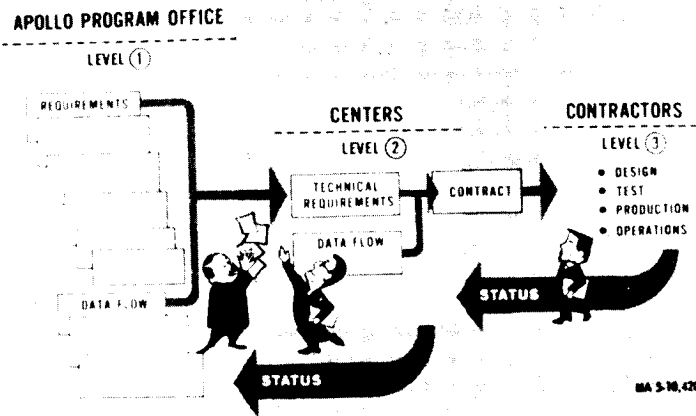 APOLLO PROGRAM OFFICE
LEVEL 1
REQUIREMENTS
DATA FLOW
CENTERS
LEVEL 2
TECHNICAL
REQUIREMENTS
DATA FLOW
CONTRACT
CONTRACTORS
LEVEL 3
• DESIGN
• TEST
• PRODUCTION
• OPERATIONS
STATUS
STATUS